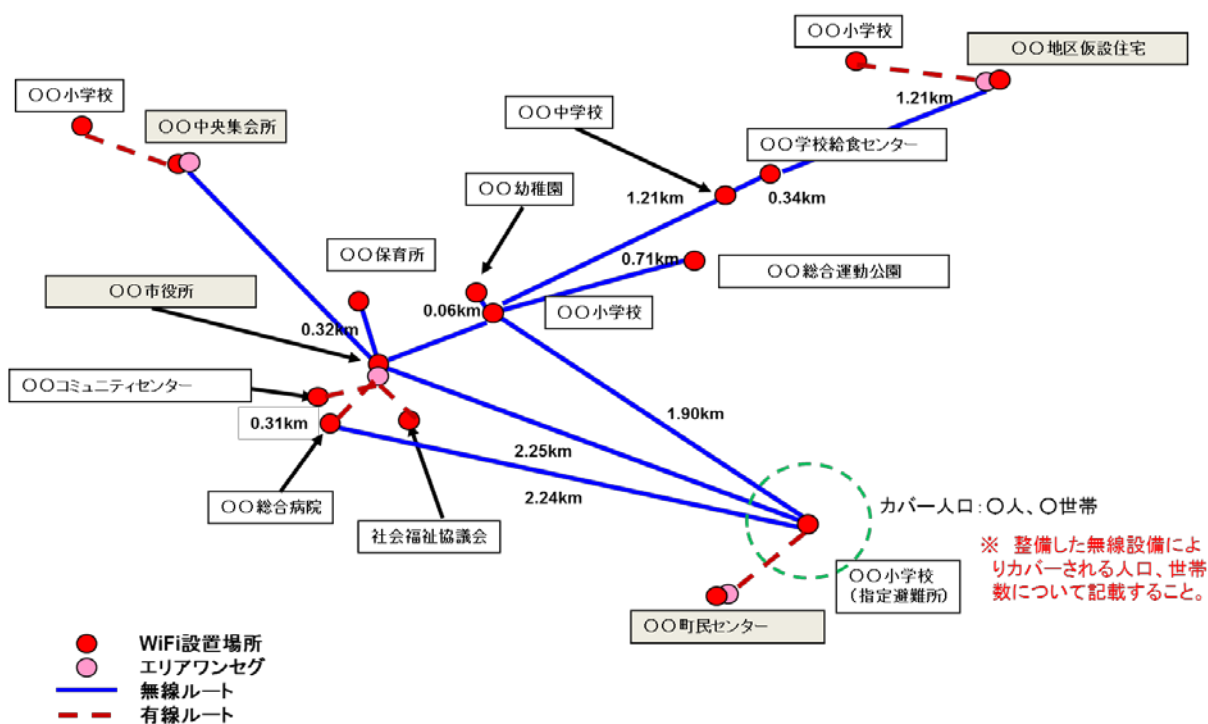 〇〇小学校
〇〇地区仮設住宅
〇〇小学校
1.21km
〇〇中央集会所
〇〇中学校
〇〇学校給食センター
〇〇幼稚園
1.21km
0.34km
〇〇保育所
0.71km
〇〇総合運動公園
〇〇市役所
0.06km
〇〇小学校
0.32km
〇〇コミュニティセンター
0.31km
1.90km
2.25km
2.24km
〇〇総合病院
社会福祉協議会
カバー人口：〇人、〇世帯
※ 整備した無線設備によ
りカバーされる人口、世帯
数について記載すること。
〇〇小学校
（指定避難所）
〇〇町民センター
WiFi設置場所
エリアワンセグ
無線ルート
有線ルート